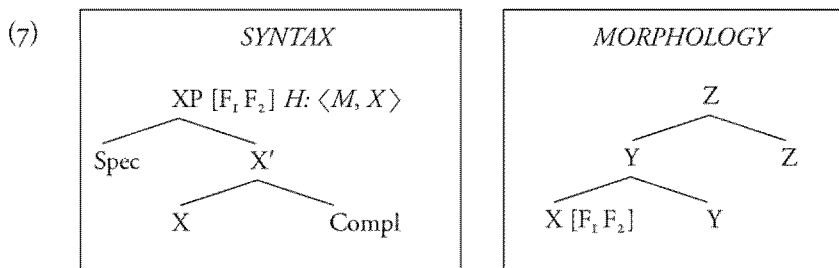 (7) SYNTAX MORPHOLOGY
XP [F₁ F₂] H: ⟨M, X⟩ Z
Spec X′ Y Z
X Compl X [F₁ F₂] Y